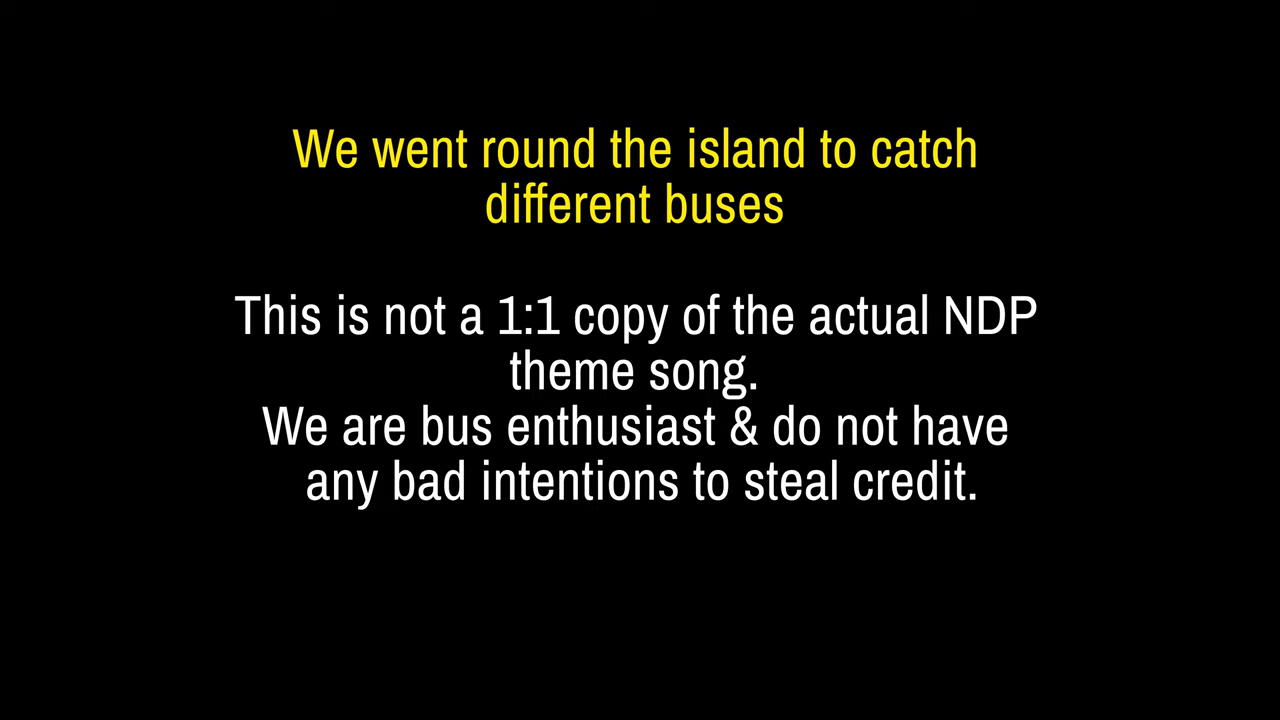 We went round the island to catch
different buses
This is not a 1:1 copy of the actual NDP
theme song.
We are bus enthusiast & do not have
any bad intentions to steal credit.